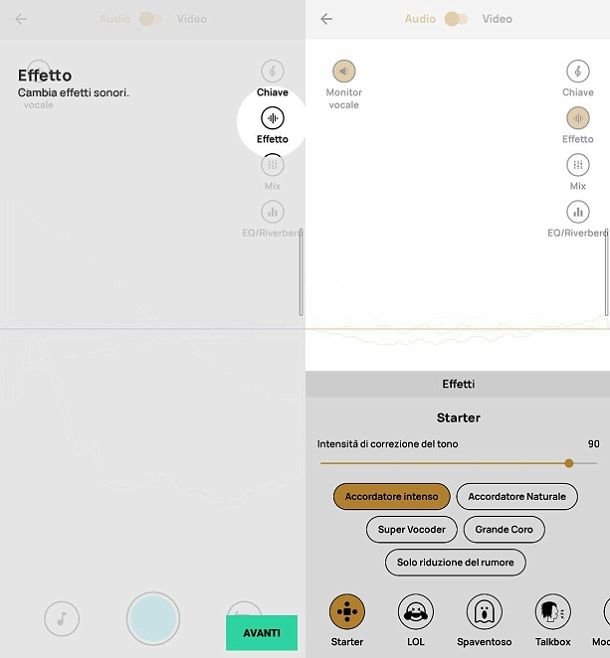 Audio Video
Effetto
Cambia effetti sonori.
vocale
Chiave
Effetto
Mix
EQ/Riverbero
AVANTI
Audio Video
Monitor
vocale
Chiave
Effetto
Mix
EQ/Riverbero
Effetti
Starter
Intensità di correzione del tono 90
Accordatore intenso Accordatore Naturale
Super Vocoder Grande Coro
Solo riduzione del rumore
Starter LOL Spaventoso Talkbox Moc